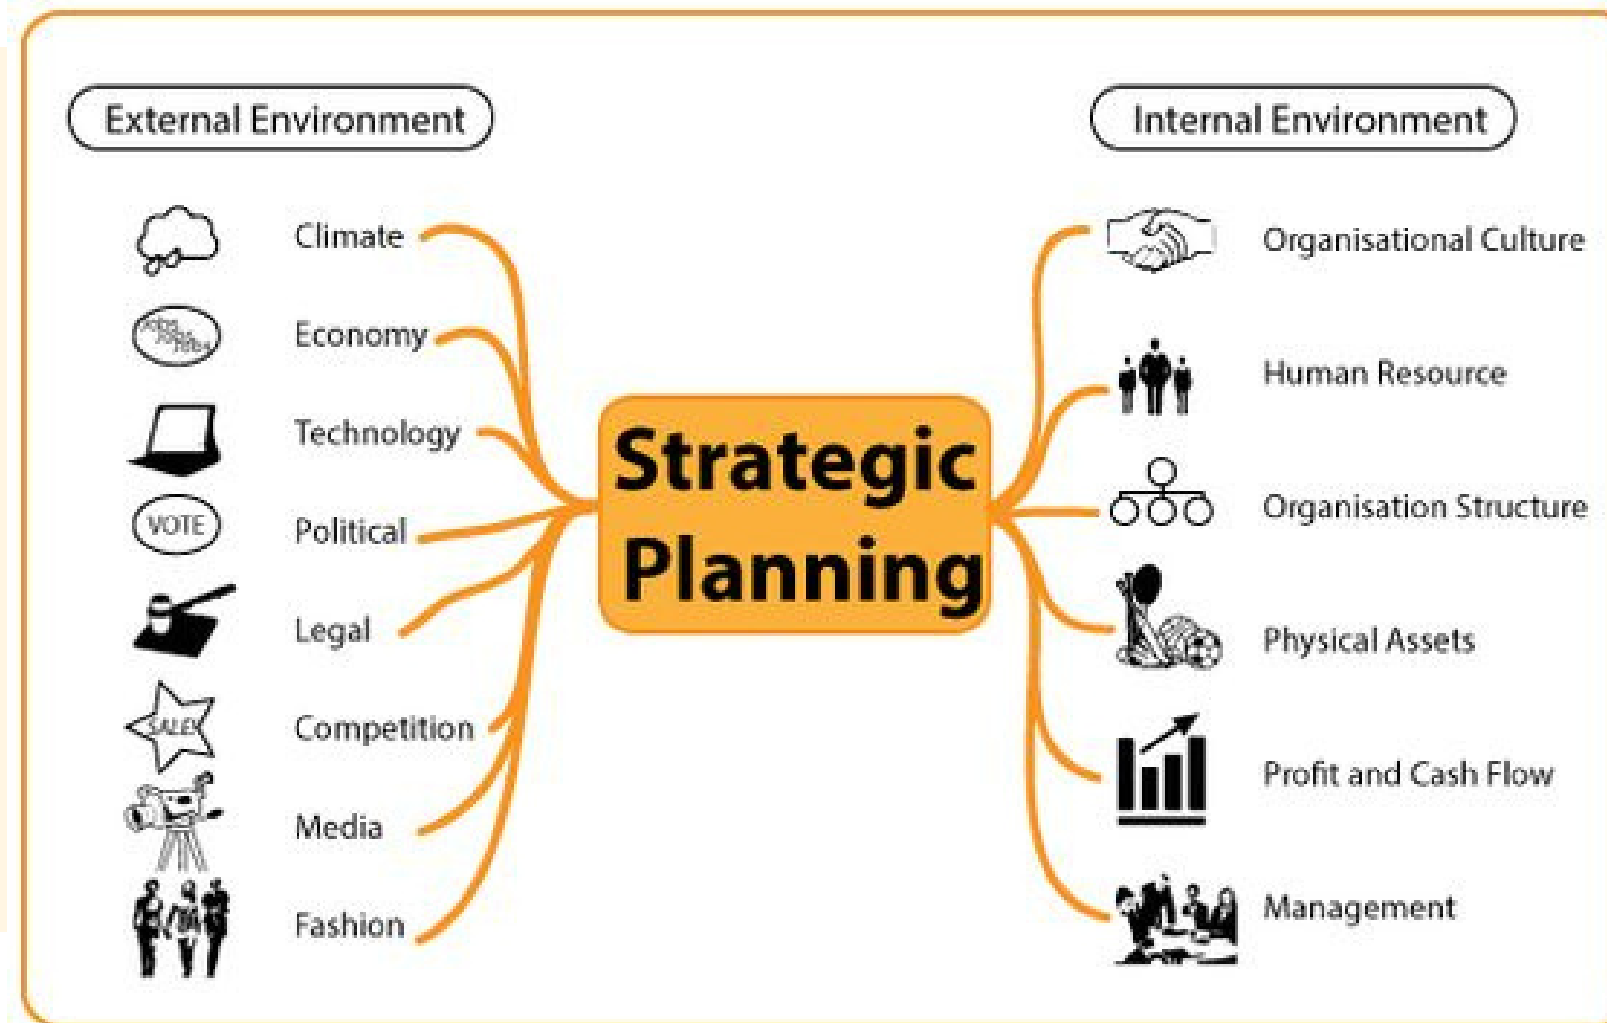 External Environment
Climate
Economy
Technology
VOTE
Political
Legal
SALE!
Competition
Media
Fashion
Strategic
Planning
Internal Environment
Organisational Culture
Human Resource
Organisation Structure
Physical Assets
Profit and Cash Flow
Management